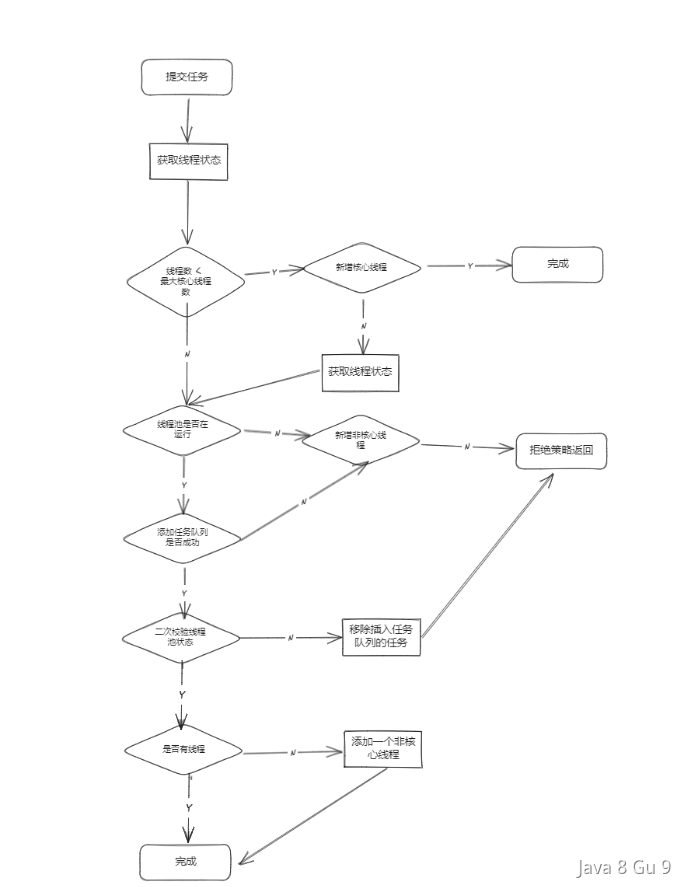 提交任务
获取线程状态
线程数 <
最大核心线程
数
Y
新增核心线程
Y
完成
N
N
获取线程状态
线程池是否在
运行
N
新增非核心线
程
N
拒绝策略返回
Y
N
添加任务队列
是否成功
Y
二次校验线程
池状态
N
移除插入任务
队列的任务
Y
是否有线程
N
添加一个非核
心线程
Y
完成
Java 8 Gu 9